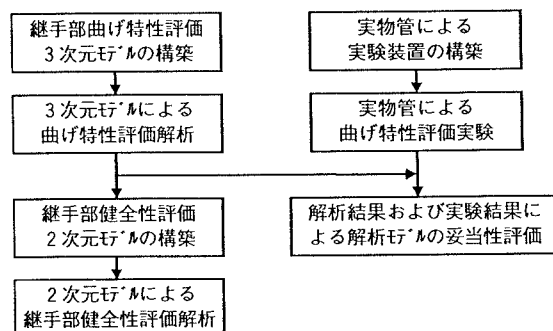 継手部曲げ特性評価
3次元ﾓﾃﾞﾙの構築
3次元ﾓﾃﾞﾙによる
曲げ特性評価解析
継手部健全性評価
2次元ﾓﾃﾞﾙの構築
2次元ﾓﾃﾞﾙによる
継手部健全性評価解析
実物管による
実験装置の構築
実物管による
曲げ特性評価実験
解析結果および実験結果に
よる解析ﾓﾃﾞﾙの妥当性評価